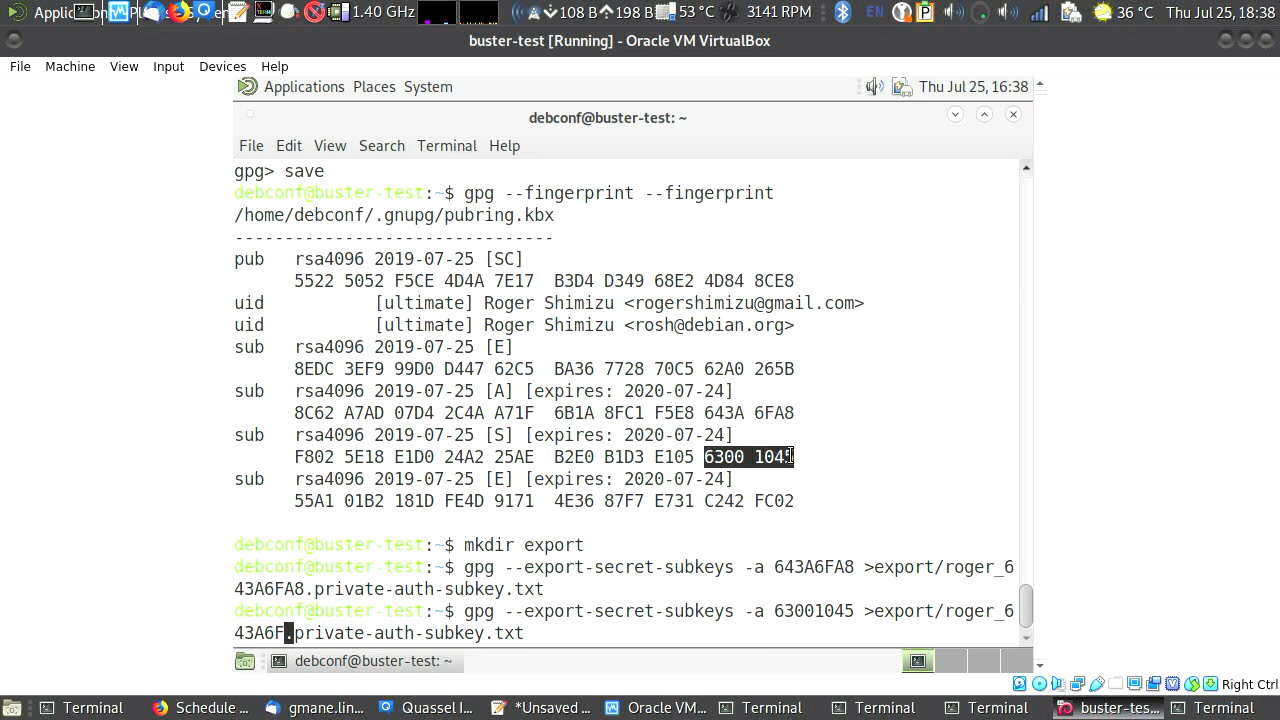 Applications
1.40 GHz
108 B
198 B
53 °C
3141 RPM
EN
36 °C
Thu Jul 25, 18:38
buster-test [Running] - Oracle VM VirtualBox
File Machine View Input Devices Help
Applications Places System
Thu Jul 25, 16:38
debconf@buster-test: ~
File Edit View Search Terminal Help
gpg> save
debconf@buster-test:~$ gpg --fingerprint --fingerprint
/home/debconf/.gnupg/pubring.kbx
--------------------------------
pub   rsa4096 2019-07-25 [SC]
      5522 5052 F5CE 4D4A 7E17  B3D4 D349 68E2 4D84 8CE8
uid           [ultimate] Roger Shimizu <rogershimizu@gmail.com>
uid           [ultimate] Roger Shimizu <rosh@debian.org>
sub   rsa4096 2019-07-25 [E]
      8EDC 3EF9 99D0 D447 62C5  BA36 7728 70C5 62A0 265B
sub   rsa4096 2019-07-25 [A] [expires: 2020-07-24]
      8C62 A7AD 07D4 2C4A A71F  6B1A 8FC1 F5E8 643A 6FA8
sub   rsa4096 2019-07-25 [S] [expires: 2020-07-24]
      F802 5E18 E1D0 24A2 25AE  B2E0 B1D3 E105 6300 1045
sub   rsa4096 2019-07-25 [E] [expires: 2020-07-24]
      55A1 01B2 181D FE4D 9171  4E36 87F7 E731 C242 FC02
debconf@buster-test:~$ mkdir export
debconf@buster-test:~$ gpg --export-secret-subkeys -a 643A6FA8 >export/roger_6
43A6FA8.private-auth-subkey.txt
debconf@buster-test:~$ gpg --export-secret-subkeys -a 63001045 >export/roger_6
43A6F.private-auth-subkey.txt
debconf@buster-test: ~
Right Ctrl
Terminal
Schedule ...
gmane.lin...
Quassel I...
*Unsaved ...
Oracle VM...
Terminal
Terminal
Terminal
buster-tes...
Terminal